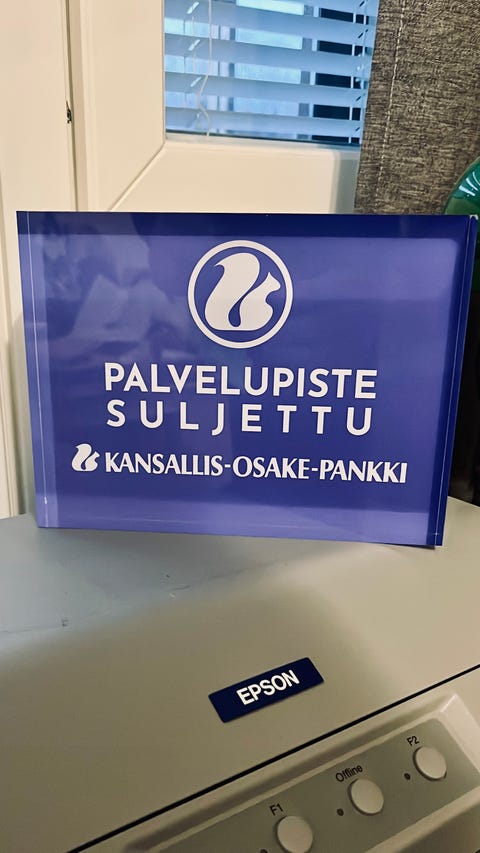 PALVELUPISTE
SULJETTU
KANSALLIS-OSAKE-PANKKI
EPSON
F1
Offline
F2